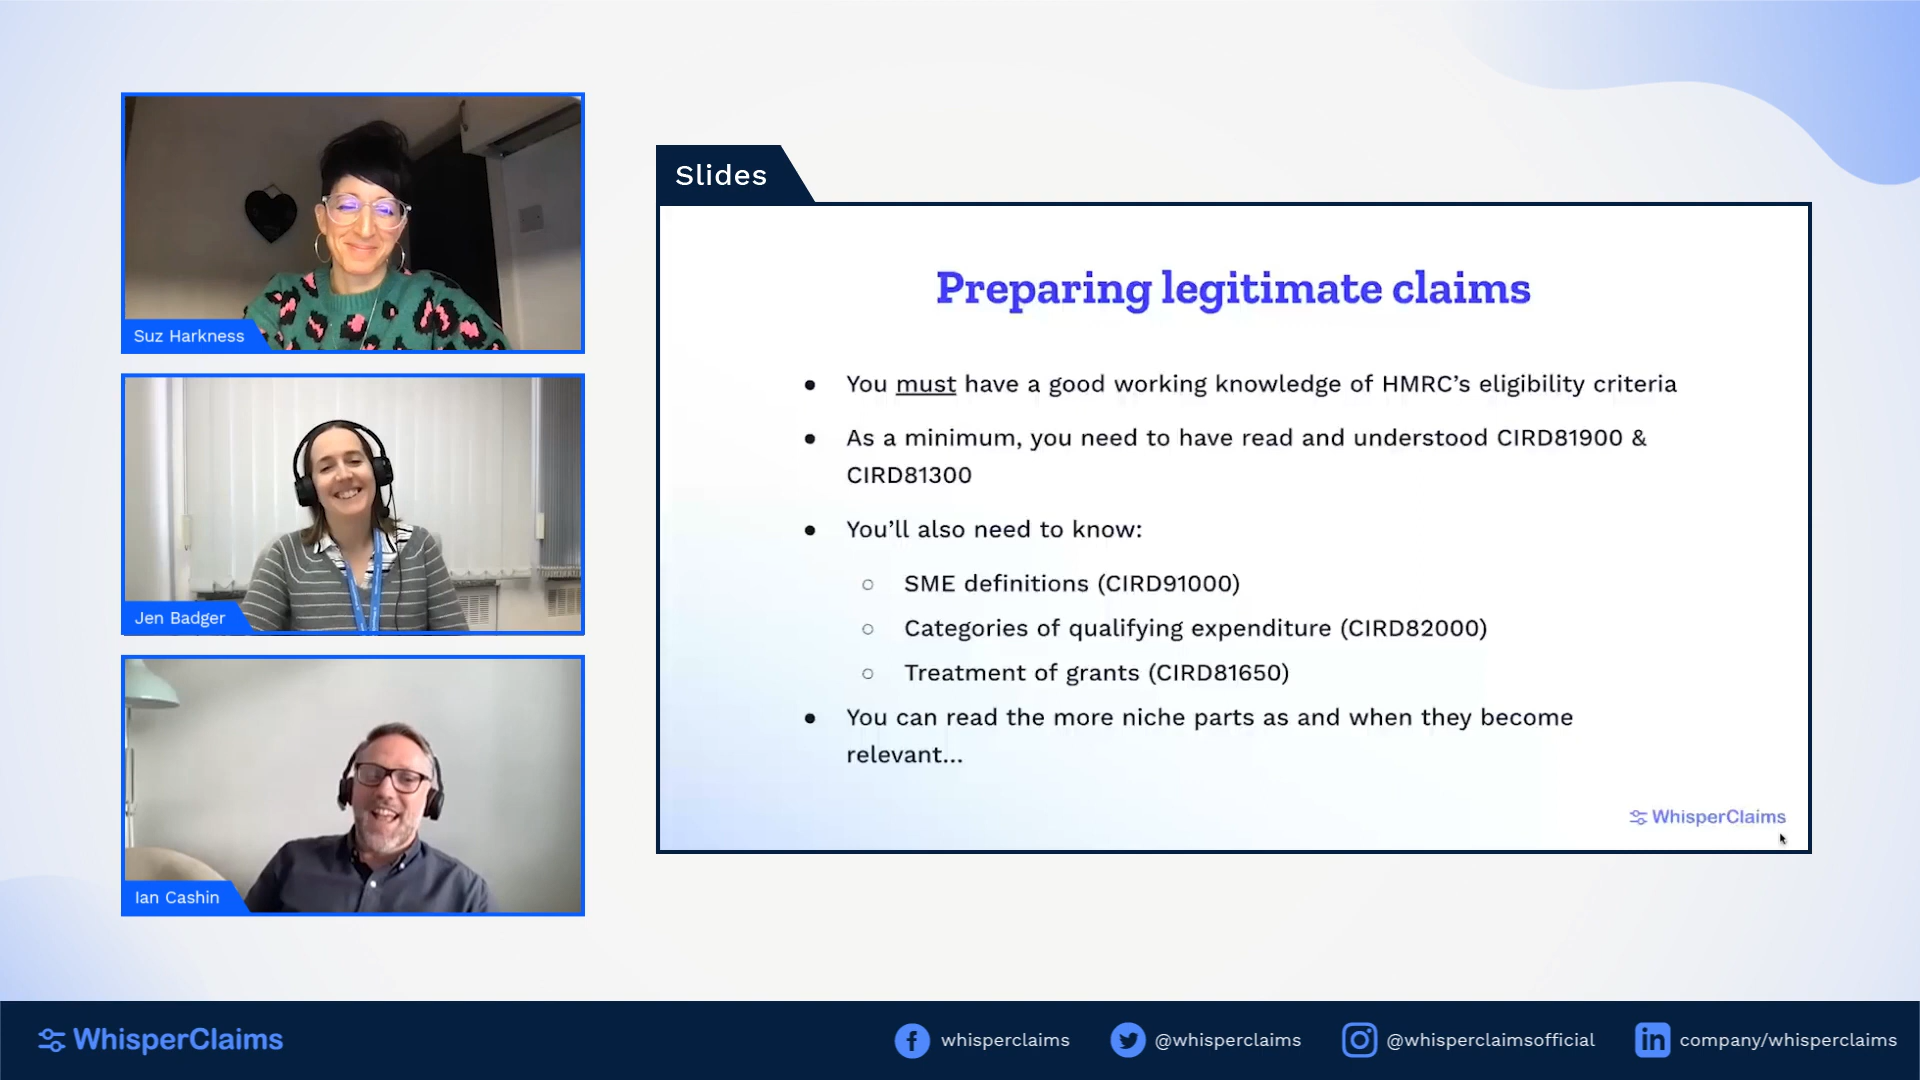 Suz Harkness
Jen Badger
Ian Cashin
Slides
Preparing legitimate claims
● You must have a good working knowledge of HMRC’s eligibility criteria
● As a minimum, you need to have read and understood CIRD81900 &
CIRD81300
● You’ll also need to know:
○ SME definitions (CIRD91000)
○ Categories of qualifying expenditure (CIRD82000)
○ Treatment of grants (CIRD81650)
● You can read the more niche parts as and when they become
relevant...
WhisperClaims
WhisperClaims
whisperclaims
@whisperclaims
@whisperclaimsofficial
company/whisperclaims